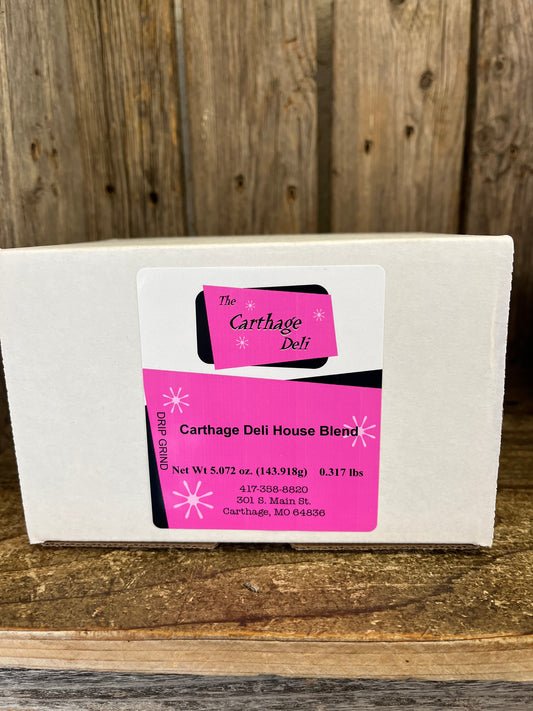 The
Carthage
Deli
DRIP GRIND
Carthage Deli House Blend
Net Wt 5.072 oz. (143.918g) 0.317 lbs
417-358-8820
301 S. Main St.
Carthage, MO 64836